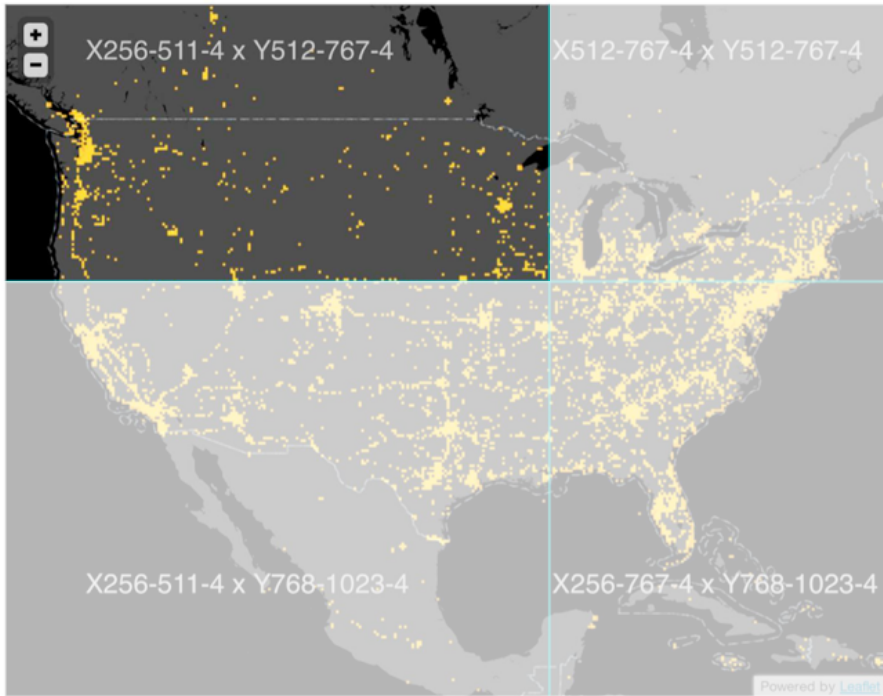 +
X256-511-4 x Y512-767-4
X512-767-4 x Y512-767-4
−
X256-511-4 x Y768-1023-4
X256-767-4 x Y768-1023-4
Powered by Leaflet